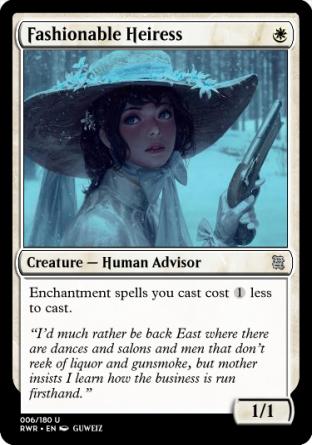 Fashionable Heiress
Creature — Human Advisor
Enchantment spells you cast cost 1 less
to cast.
“I’d much rather be back East where there
are dances and salons and men that don’t
reek of liquor and gunsmoke, but mother
insists I learn how the business is run
firsthand.”
1/1
006/180 U
RWR • EN GUWEIZ